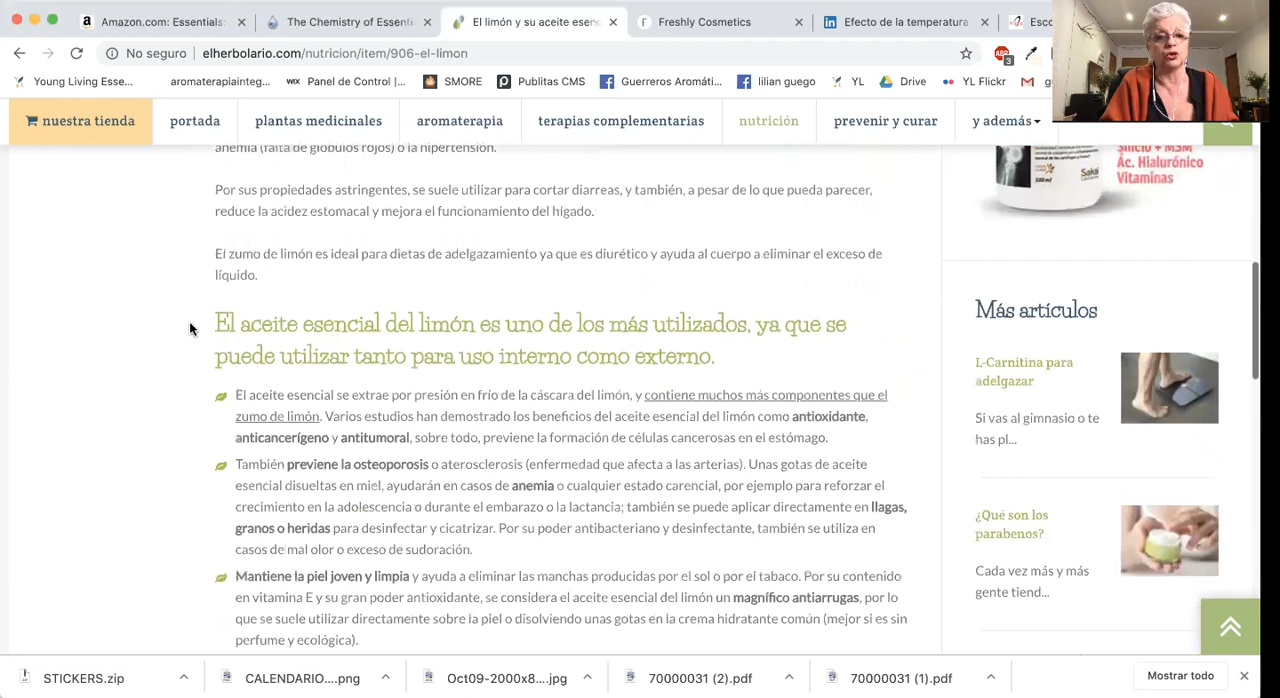 Amazon.com: Essentials
The Chemistry of Essenti
El limón y su aceite esenc
Freshly Cosmetics
Efecto de la temperatura
Esco
No seguro
elherbolario.com/nutricion/item/906-el-limon
ABP
3
Young Living Esse...
aromaterapiainteg...
WIX Panel de Control |...
SMORE
Publitas CMS
Guerreros Aromáti...
lilian guego
YL
Drive
YL Flickr
nuestra tienda
portada
plantas medicinales
aromaterapia
terapias complementarias
nutrición
prevenir y curar
y además
anemia (falta de glóbulos rojos) o la hipertensión.
Por sus propiedades astringentes, se suele utilizar para cortar diarreas, y también, a pesar de lo que pueda parecer,
reduce la acidez estomacal y mejora el funcionamiento del hígado.
El zumo de limón es ideal para dietas de adelgazamiento ya que es diurético y ayuda al cuerpo a eliminar el exceso de
líquido.
El aceite esencial del limón es uno de los más utilizados, ya que se
puede utilizar tanto para uso interno como externo.
El aceite esencial se extrae por presión en frío de la cáscara del limón, y contiene muchos más componentes que el
zumo de limón. Varios estudios han demostrado los beneficios del aceite esencial del limón como antioxidante,
anticancerígeno y antitumoral, sobre todo, previene la formación de células cancerosas en el estómago.
También previene la osteoporosis o aterosclerosis (enfermedad que afecta a las arterias). Unas gotas de aceite
esencial disueltas en miel, ayudarán en casos de anemia o cualquier estado carencial, por ejemplo para reforzar el
crecimiento en la adolescencia o durante el embarazo o la lactancia; también se puede aplicar directamente en llagas,
granos o heridas para desinfectar y cicatrizar. Por su poder antibacteriano y desinfectante, también se utiliza en
casos de mal olor o exceso de sudoración.
Mantiene la piel joven y limpia y ayuda a eliminar las manchas producidas por el sol o por el tabaco. Por su contenido
en vitamina E y su gran poder antioxidante, se considera el aceite esencial del limón un magnífico antiarrugas, por lo
que se suele utilizar directamente sobre la piel o disolviendo unas gotas en la crema hidratante común (mejor si es sin
perfume y ecológica).
Silicio + MSM
Ác. Hialurónico
Vitaminas
Sakai
Más artículos
L-Carnitina para
adelgazar
Si vas al gimnasio o te
has pl...
¿Qué son los
parabenos?
Cada vez más y más
gente tiend...
STICKERS.zip
CALENDARIO....png
Oct09-2000x8....jpg
70000031 (2).pdf
70000031 (1).pdf
Mostrar todo